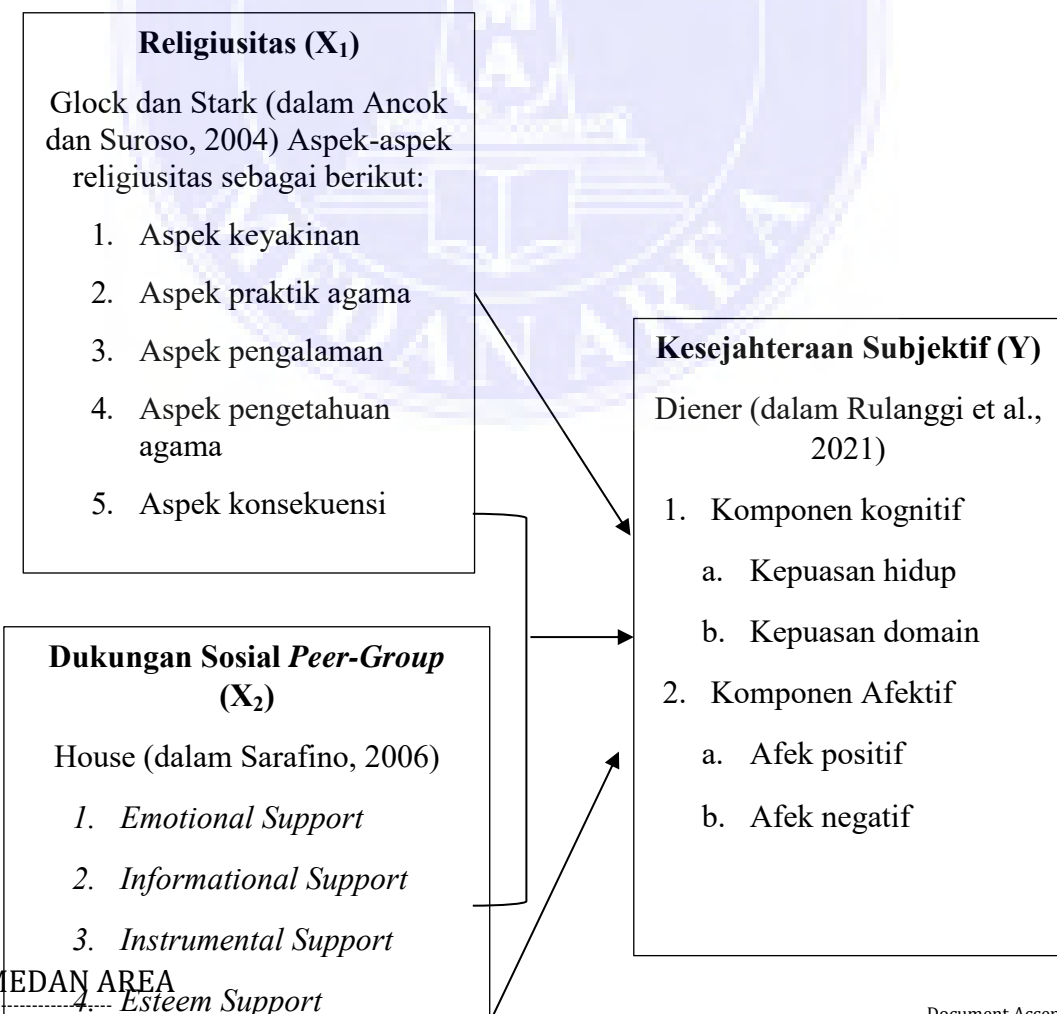 Religiusitas (X₁)
Glock dan Stark (dalam Ancok
dan Suroso, 2004) Aspek-aspek
religiusitas sebagai berikut:
1. Aspek keyakinan
2. Aspek praktik agama
3. Aspek pengalaman
4. Aspek pengetahuan
agama
5. Aspek konsekuensi
Dukungan Sosial Peer-Group
(X₂)
House (dalam Sarafino, 2006)
1. Emotional Support
2. Informational Support
3. Instrumental Support
4. Esteem Support
Kesejahteraan Subjektif (Y)
Diener (dalam Rulanggi et al.,
2021)
1. Komponen kognitif
a. Kepuasan hidup
b. Kepuasan domain
2. Komponen Afektif
a. Afek positif
b. Afek negatif
MEDAN AREA
MEDAN AREA
Document